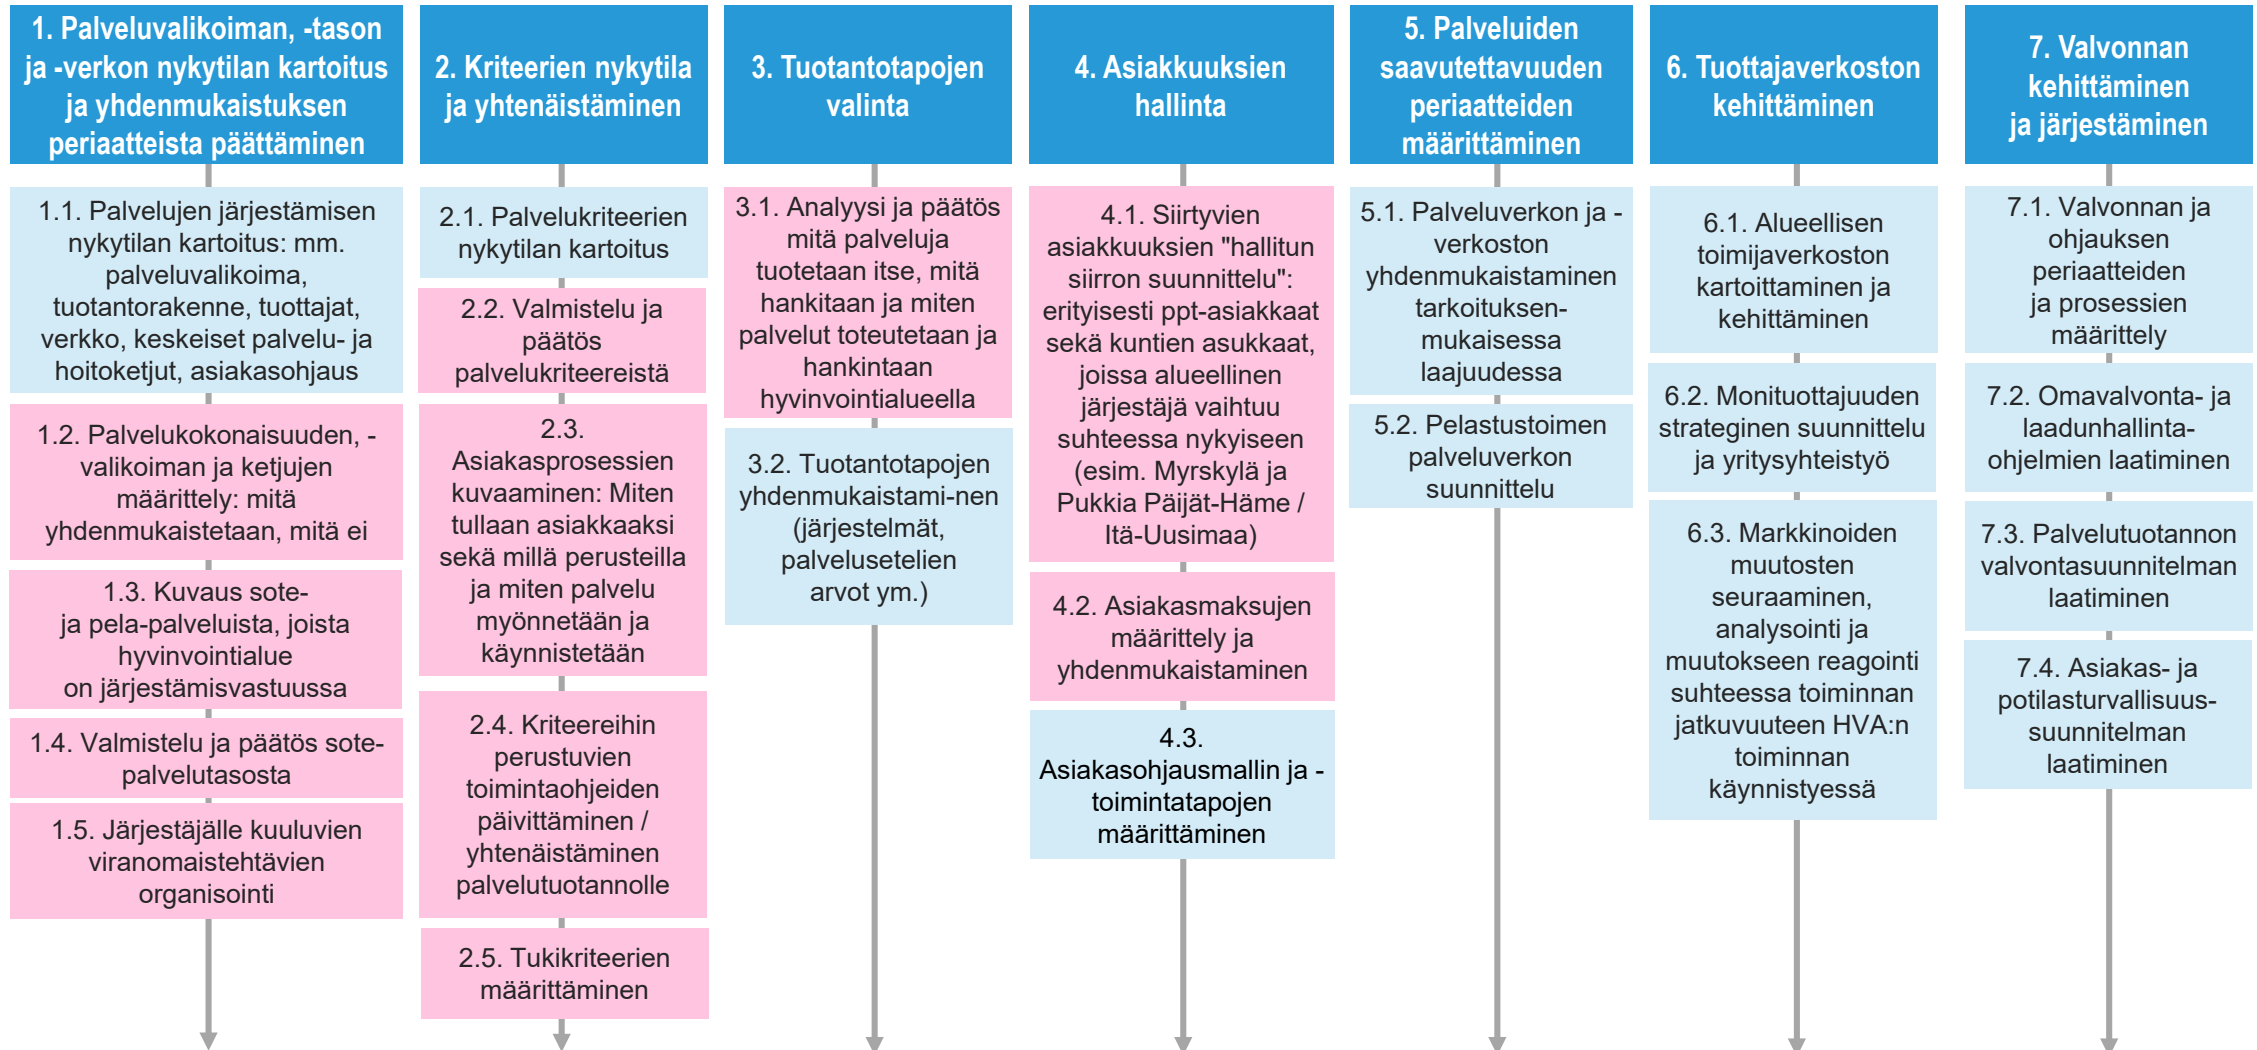 1. Palveluvalikoiman, -tason
ja -verkon nykytilan kartoitus
ja yhdenmukaistuksen
periaatteista päättäminen
1.1. Palvelujen järjestämisen
nykytilan kartoitus: mm.
palveluvalikoima,
tuotantorakenne, tuottajat,
verkko, keskeiset palvelu- ja
hoitoketjut, asiakasohjaus
1.2. Palvelukokonaisuuden, -
valikoiman ja ketjujen
määrittely: mitä
yhdenmukaistetaan, mitä ei
1.3. Kuvaus sote-
ja pela-palveluista, joista
hyvinvointialue
on järjestämisvastuussa
1.4. Valmistelu ja päätös sote-
palvelutasosta
1.5. Järjestäjälle kuuluvien
viranomaistehtävien
organisointi
2. Kriteerien nykytila
ja yhtenäistäminen
2.1. Palvelukriteerien
nykytilan kartoitus
2.2. Valmistelu ja
päätös
palvelukriteereistä
2.3.
Asiakasprosessien
kuvaaminen: Miten
tullaan asiakkaaksi
sekä millä perusteilla
ja miten palvelu
myönnetään ja
käynnistetään
2.4. Kriteereihin
perustuvien
toimintaohjeiden
päivittäminen /
yhtenäistäminen
palvelutuotannolle
2.5. Tukikriteerien
määrittäminen
3. Tuotantotapojen
valinta
3.1. Analyysi ja päätös
mitä palveluja
tuotetaan itse, mitä
hankitaan ja miten
palvelut toteutetaan ja
hankintaan
hyvinvointialueella
3.2. Tuotantotapojen
yhdenmukaistami-nen
(järjestelmät,
palvelusetelien
arvot ym.)
4. Asiakkuuksien
hallinta
4.1. Siirtyvien
asiakkuuksien "hallitun
siirron suunnittelu":
erityisesti ppt-asiakkaat
sekä kuntien asukkaat,
joissa alueellinen
järjestäjä vaihtuu
suhteessa nykyiseen
(esim. Myrskylä ja
Pukkia Päijät-Häme /
Itä-Uusimaa)
4.2. Asiakasmaksujen
määrittely ja
yhdenmukaistaminen
4.3.
Asiakasohjausmallin ja -
toimintatapojen
määrittäminen
5. Palveluiden
saavutettavuuden
periaatteiden
määrittäminen
5.1. Palveluverkon ja -
verkoston
yhdenmukaistaminen
tarkoituksen-
mukaisessa
laajuudessa
5.2. Pelastustoimen
palveluverkon
suunnittelu
6. Tuottajaverkoston
kehittäminen
6.1. Alueellisen
toimijaverkoston
kartoittaminen ja
kehittäminen
6.2. Monituottajuuden
strateginen suunnittelu
ja yritysyhteistyö
6.3. Markkinoiden
muutosten
seuraaminen,
analysointi ja
muutokseen reagointi
suhteessa toiminnan
jatkuvuuteen HVA:n
toiminnan
käynnistyessä
7. Valvonnan
kehittäminen
ja järjestäminen
7.1. Valvonnan ja
ohjauksen
periaatteiden
ja prosessien
määrittely
7.2. Omavalvonta- ja
laadunhallinta-
ohjelmien laatiminen
7.3. Palvelutuotannon
valvontasuunnitelman
laatiminen
7.4. Asiakas- ja
potilasturvallisuus-
suunnitelman
laatiminen